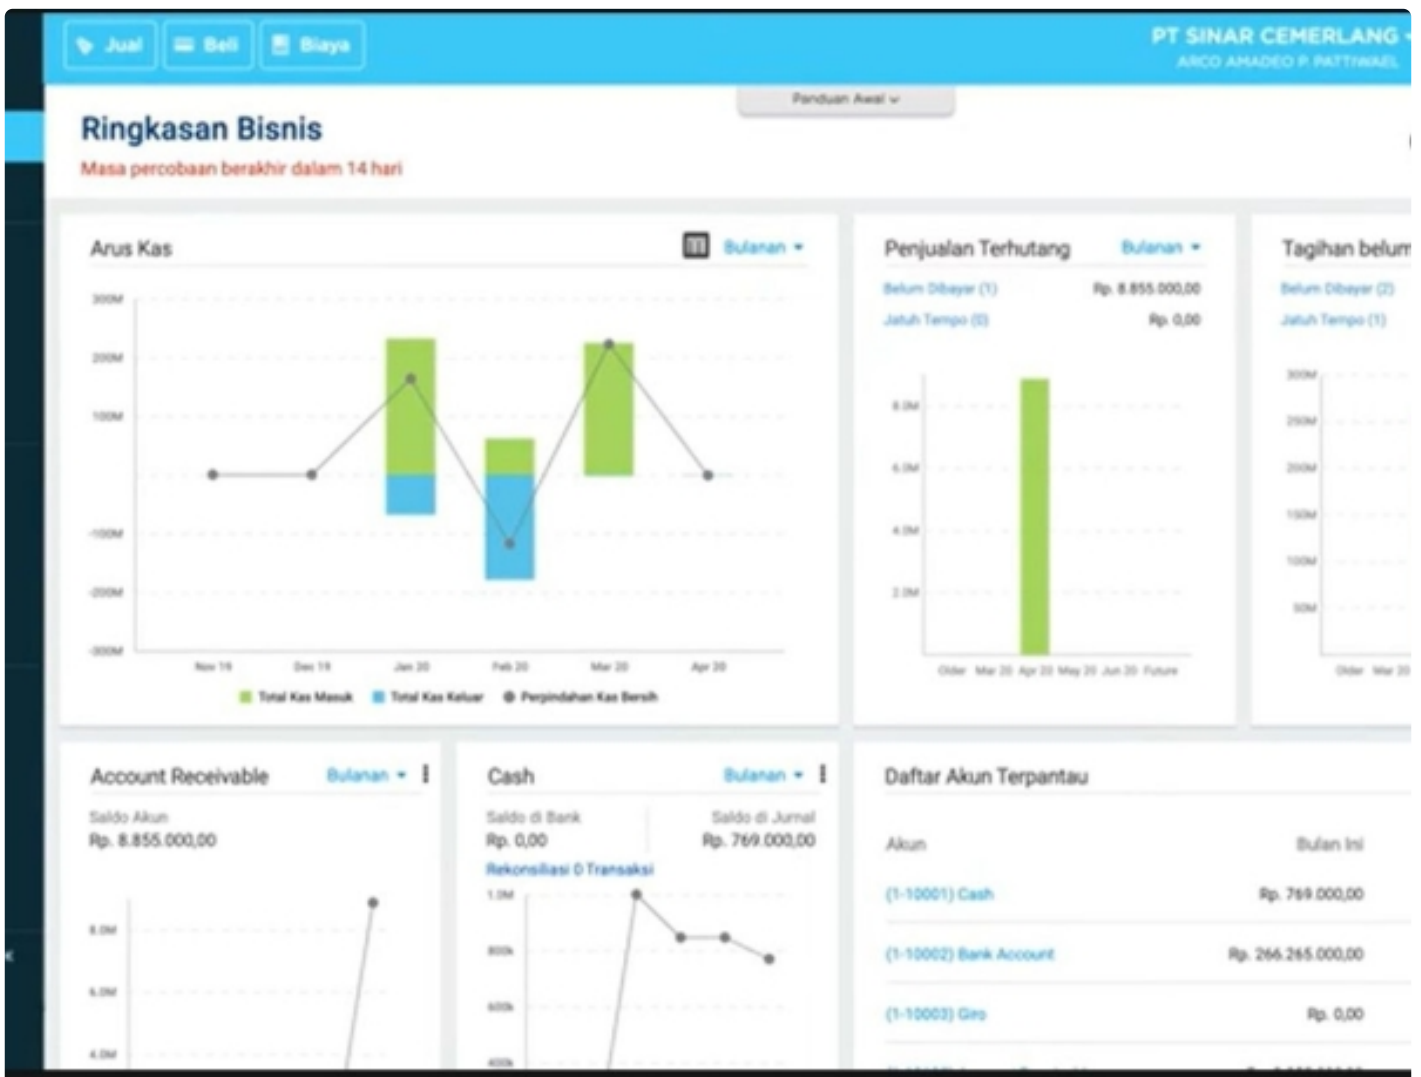 Jual Beli Biaya
PT SINAR CEMERLANG
ARCO AMADEO P. PATTIWAEL
Panduan Awal
Ringkasan Bisnis
Masa percobaan berakhir dalam 14 hari
Arus Kas
Bulanan
300M
200M
100M
-100M
-200M
-300M
Nov 19 Dec 19 Jan 20 Feb 20 Mar 20 Apr 20
Total Kas Masuk Total Kas Keluar Perpindahan Kas Bersih
Penjualan Terhutang
Bulanan
Belum Dibayar (1) Rp. 8.855.000,00
Jatuh Tempo (0) Rp. 0,00
8.0M
6.0M
4.0M
2.0M
Older Mar 20 Apr 20 May 20 Jun 20 Future
Tagihan belum
Belum Dibayar (2)
Jatuh Tempo (1)
300M
250M
200M
150M
100M
50M
Older Mar 20
Account Receivable
Bulanan
Saldo Akun
Rp. 8.855.000,00
8.0M
6.0M
4.0M
Cash
Bulanan
Saldo di Bank Saldo di Jurnal
Rp. 0,00 Rp. 769.000,00
Rekonsiliasi 0 Transaksi
1.0M
800k
600k
400k
Daftar Akun Terpantau
Akun Bulan Ini
(1-10001) Cash Rp. 769.000,00
(1-10002) Bank Account Rp. 266.265.000,00
(1-10003) Giro Rp. 0,00